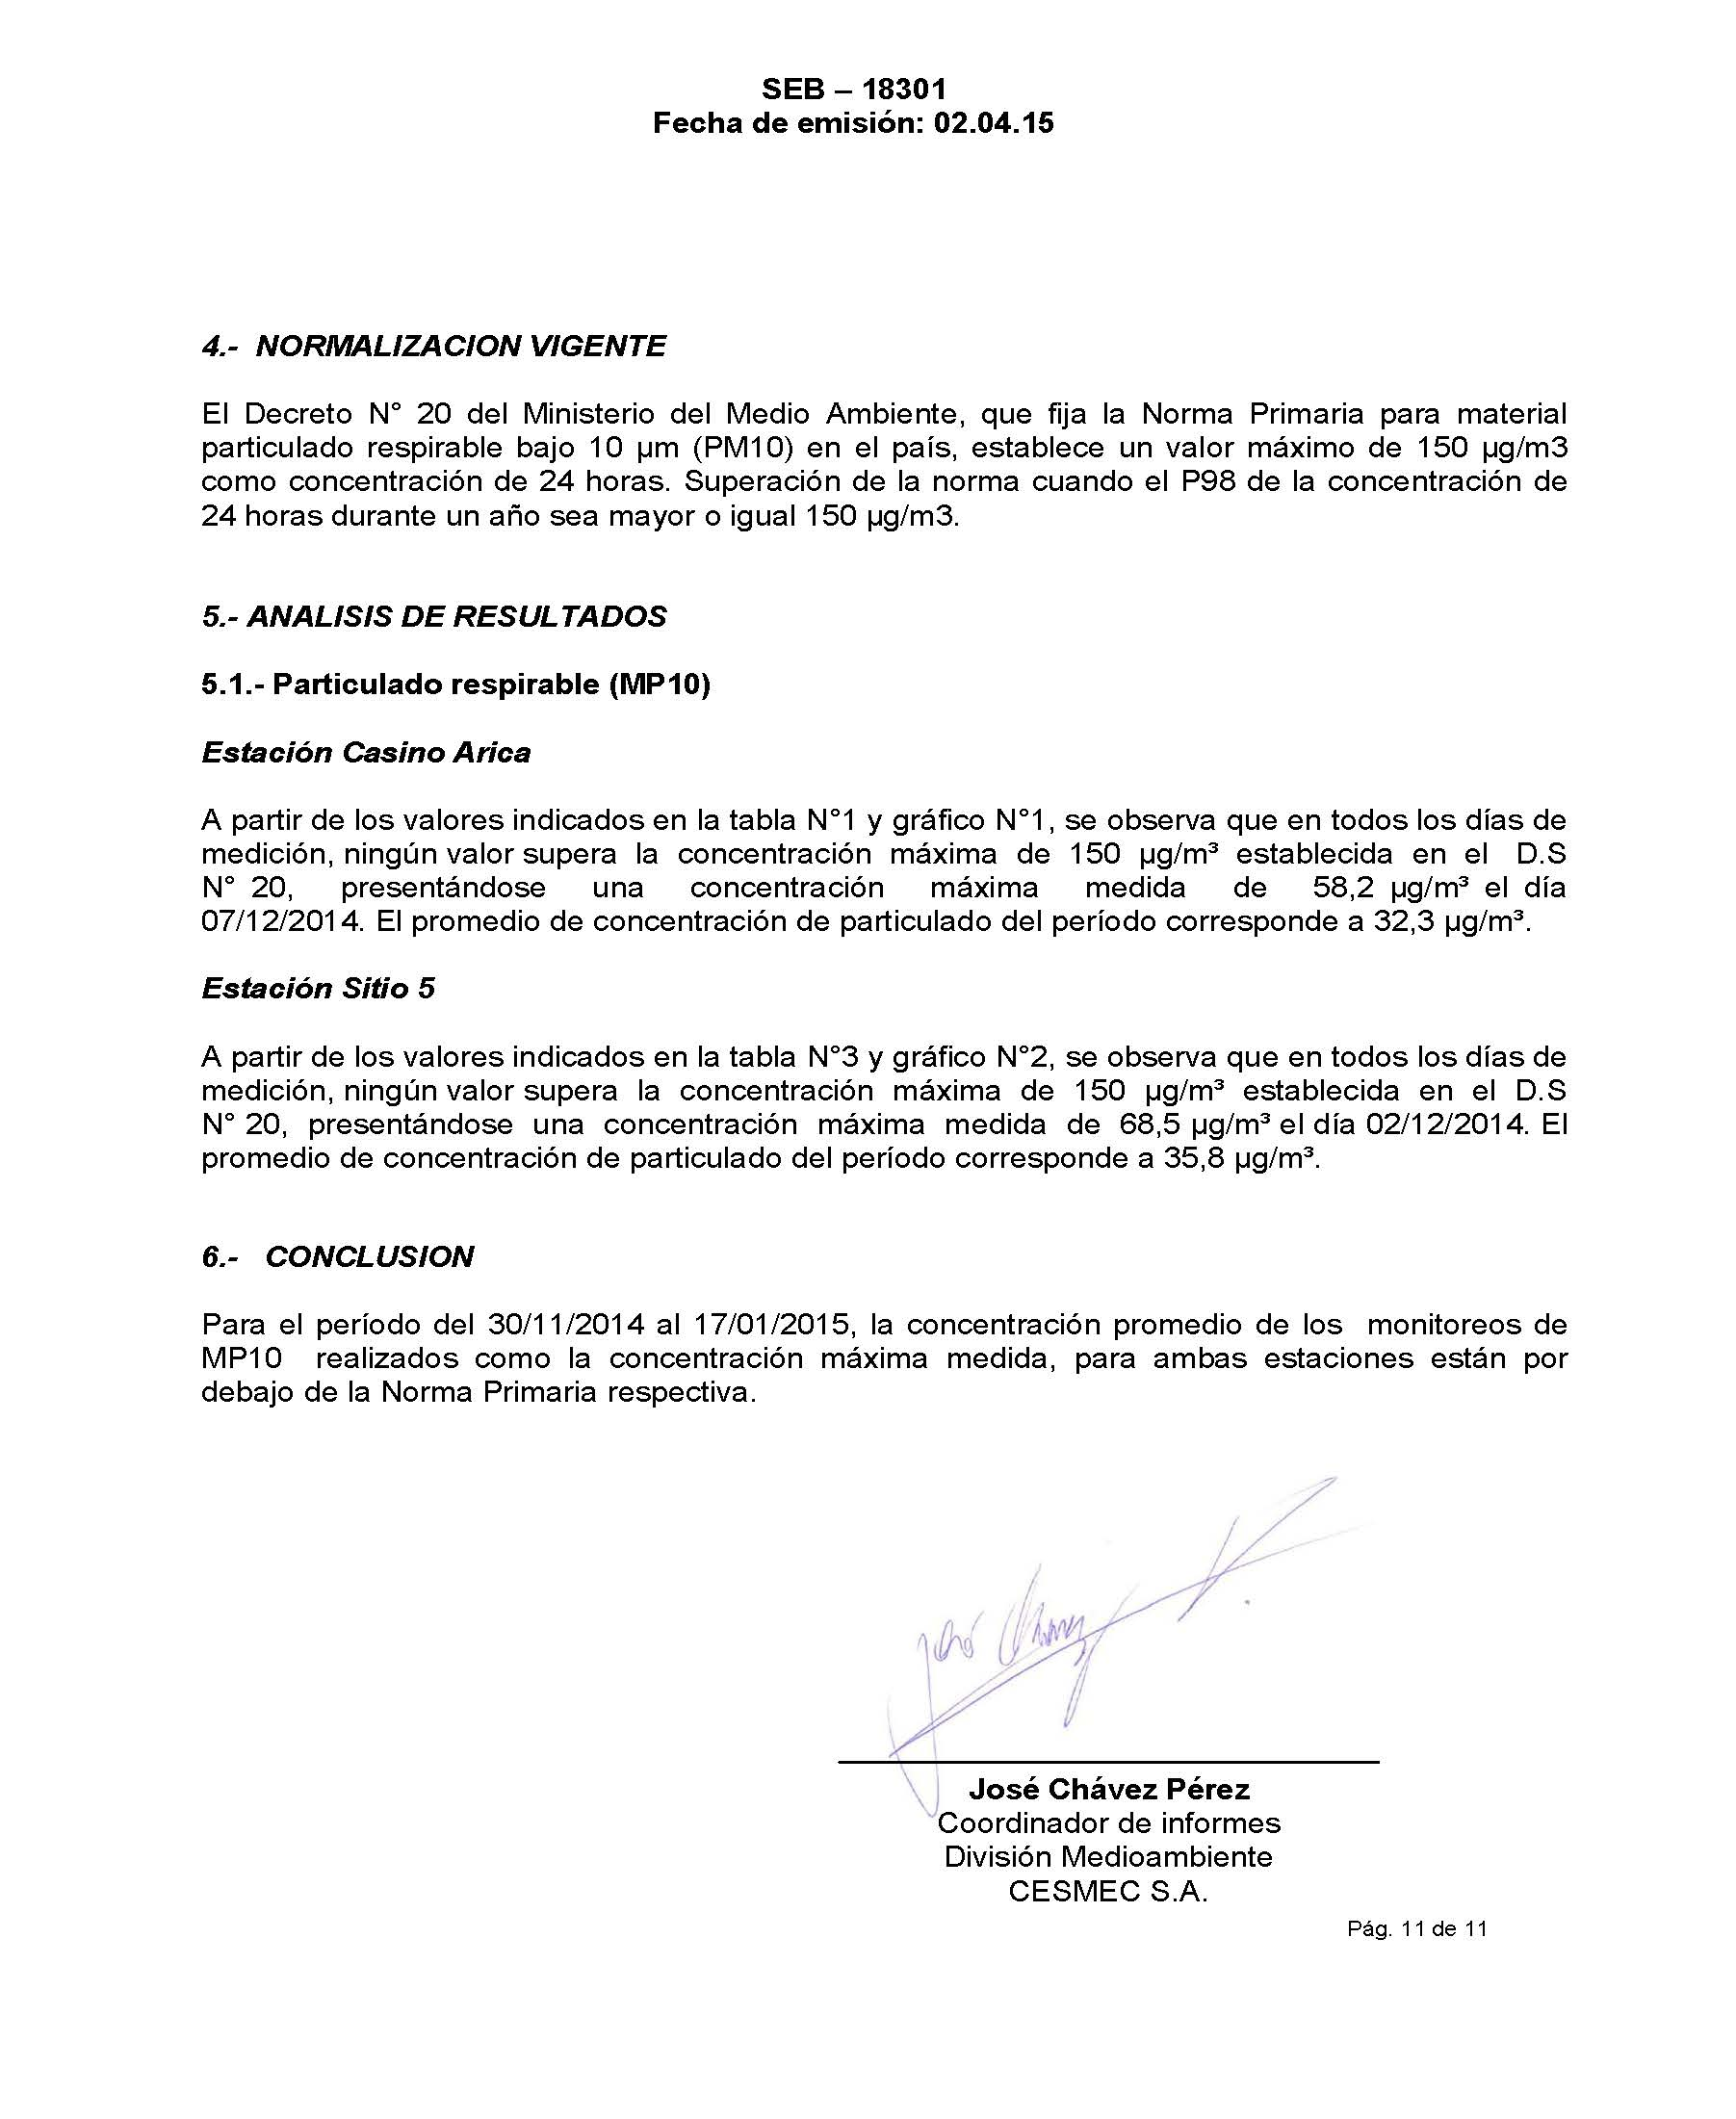 SEB – 18301
Fecha de emisión: 02.04.15
4.- NORMALIZACION VIGENTE
El Decreto N° 20 del Ministerio del Medio Ambiente, que fija la Norma Primaria para material
particulado respirable bajo 10 µm (PM10) en el país, establece un valor máximo de 150 µg/m3
como concentración de 24 horas. Superación de la norma cuando el P98 de la concentración de
24 horas durante un año sea mayor o igual 150 µg/m3.
5.- ANALISIS DE RESULTADOS
5.1.- Particulado respirable (MP10)
Estación Casino Arica
A partir de los valores indicados en la tabla N°1 y gráfico N°1, se observa que en todos los días de
medición, ningún valor supera la concentración máxima de 150 µg/m³ establecida en el D.S
N° 20, presentándose una concentración máxima medida de 58,2 µg/m³ el día
07/12/2014. El promedio de concentración de particulado del período corresponde a 32,3 µg/m³.
Estación Sitio 5
A partir de los valores indicados en la tabla N°3 y gráfico N°2, se observa que en todos los días de
medición, ningún valor supera la concentración máxima de 150 µg/m³ establecida en el D.S
N° 20, presentándose una concentración máxima medida de 68,5 µg/m³ el día 02/12/2014. El
promedio de concentración de particulado del período corresponde a 35,8 µg/m³.
6.- CONCLUSION
Para el período del 30/11/2014 al 17/01/2015, la concentración promedio de los monitoreos de
MP10 realizados como la concentración máxima medida, para ambas estaciones están por
debajo de la Norma Primaria respectiva.
José Chávez Pérez
Coordinador de informes
División Medioambiente
CESMEC S.A.
Pág. 11 de 11